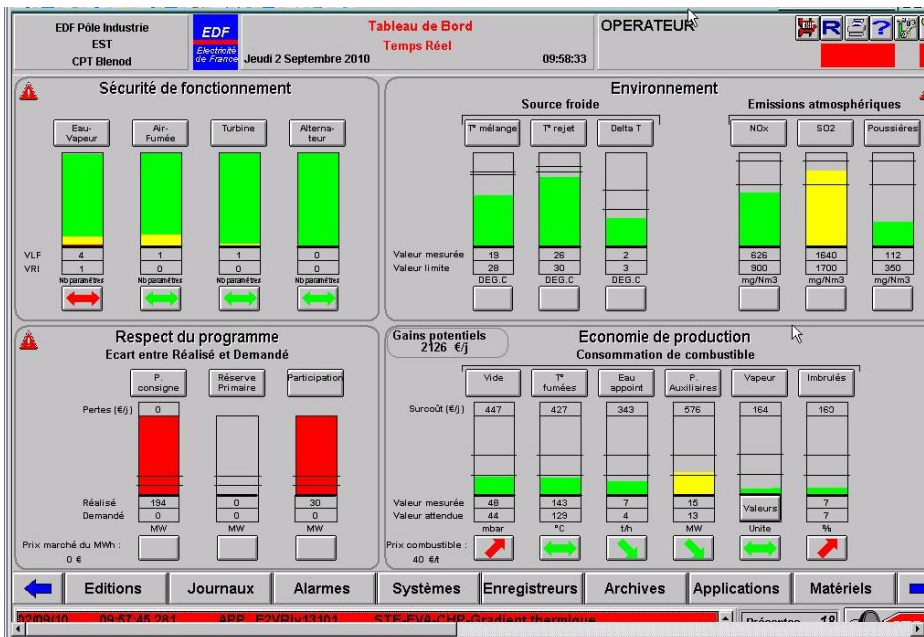 EDF Pôle Industrie
EST
CPT Blenod
EDF
Electricité
de France
Jeudi 2 Septembre 2010
Tableau de Bord
Temps Réel
09:58:33
OPERATEUR
R
?
Sécurité de fonctionnement
Eau-
Vapeur
Air-
Fumée
Turbine
Alterna-
teur
VLF 4 1 1 0
VRI 1 0 0 0
Nb paramètres Nb paramètres Nb paramètres Nb paramètres
Environnement
Source froide
Emissions atmosphériques
T° mélange T° rejet Delta T NOx SO2 Poussières
Valeur mesurée 19 26 2 626 1640 112
Valeur limite 28 30 3 900 1700 350
DEG.C DEG.C DEG.C mg/Nm3 mg/Nm3 mg/Nm3
Respect du programme
Ecart entre Réalisé et Demandé
P.
consigne
Réserve
Primaire
Participation
Pertes (€/j) 0
Réalisé 194 0 30
Demandé 0 0 0
MW MW MW
Prix marché du MWh :
0 €
Gains potentiels
2126 €/j
Economie de production
Consommation de combustible
Vide
T°
fumées
Eau
appoint
P.
Auxiliaires
Vapeur
Imbrulés
Surcoût (€/j) 447 427 343 576 164 160
Valeur mesurée 48 143 7 15 7
Valeur attendue 44 129 4 13 7
Valeurs
mbar °C t/h MW Unite %
Prix combustible :
40 €/t
Editions Journaux Alarmes Systèmes Enregistreurs Archives Applications Matériels
02/09/10 09:57:45.281 APP E2VRIv13101 STE-EVA-CHP-Gradient thermique
Présentes 18